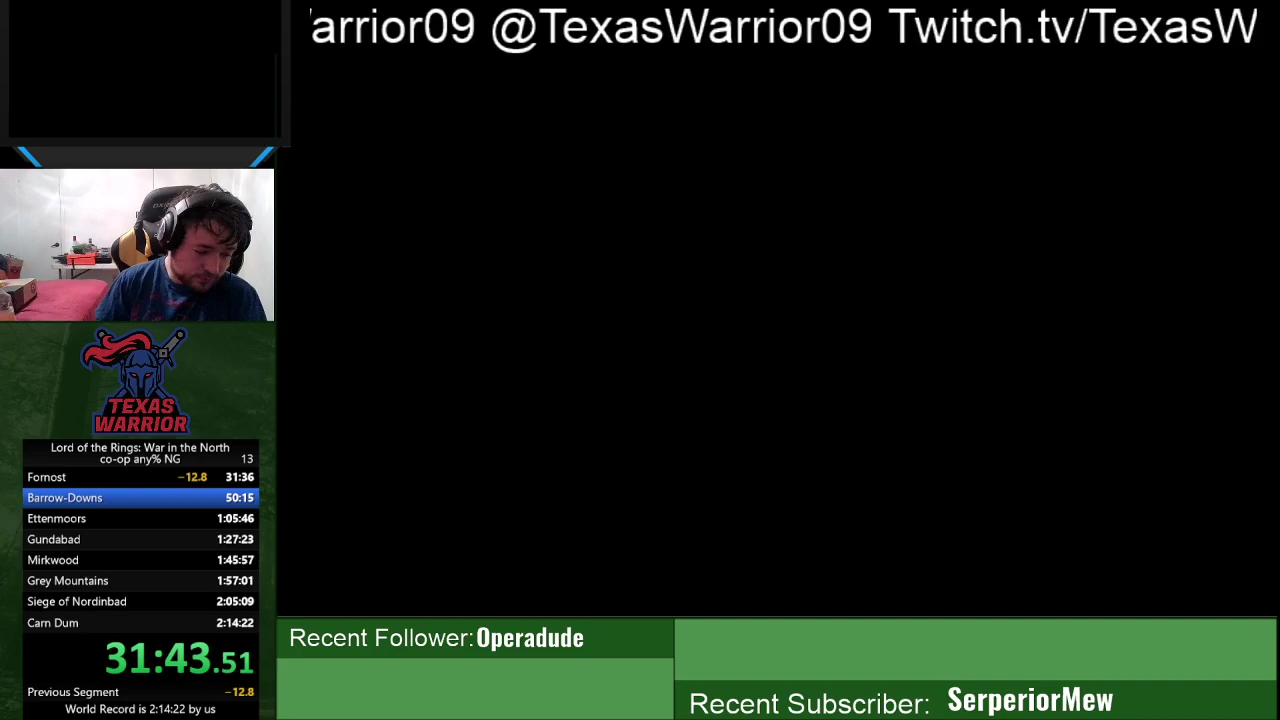 arrior09 @TexasWarrior09 Twitch.tv/TexasW
TEXAS
WARRIOR
Lord of the Rings: War in the North
co-op any% NG 13
Fornost −12.8 31:36
Barrow-Downs 50:15
Ettenmoors 1:05:46
Gundabad 1:27:23
Mirkwood 1:45:57
Grey Mountains 1:57:01
Siege of Nordinbad 2:05:09
Carn Dum 2:14:22
31:43.51
Previous Segment −12.8
World Record is 2:14:22 by us
Recent Follower: Operadude
Recent Subscriber: SerperiorMew